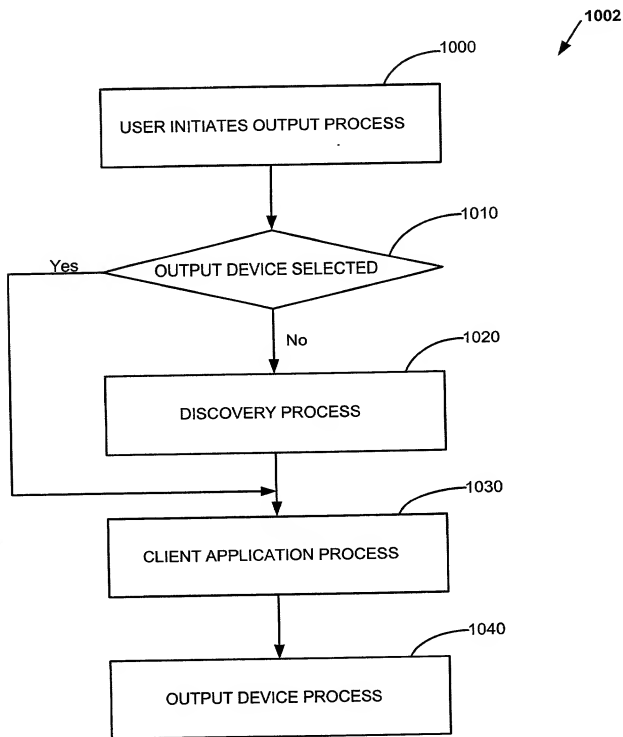 1002
1000
USER INITIATES OUTPUT PROCESS
1010
OUTPUT DEVICE SELECTED
Yes
No
1020
DISCOVERY PROCESS
1030
CLIENT APPLICATION PROCESS
1040
OUTPUT DEVICE PROCESS